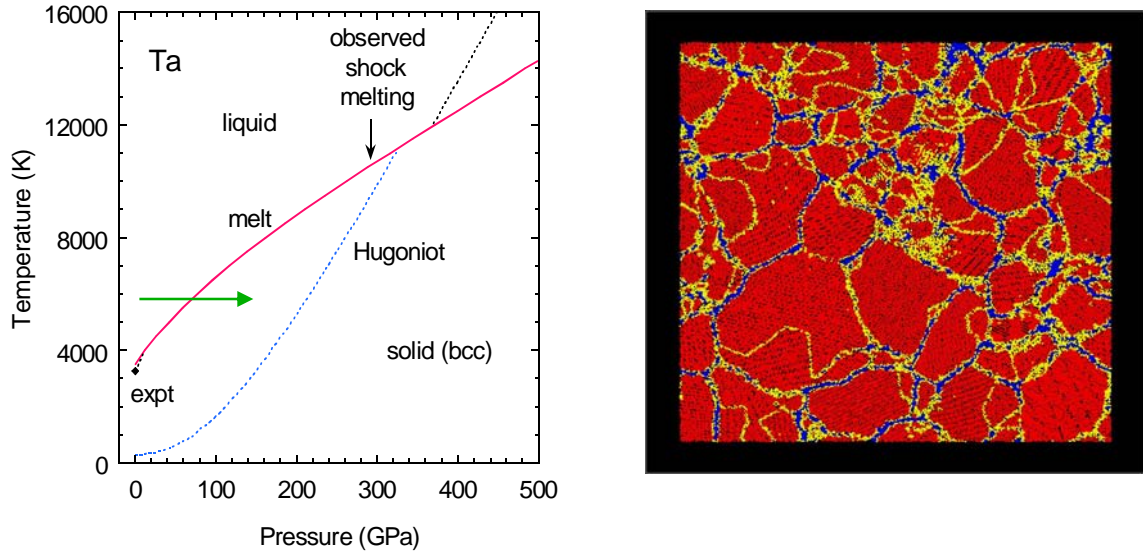 16000
12000
8000
4000
0
Temperature (K)
Ta
observed
shock
melting
liquid
melt
Hugoniot
solid (bcc)
expt
0 100 200 300 400 500
Pressure (GPa)